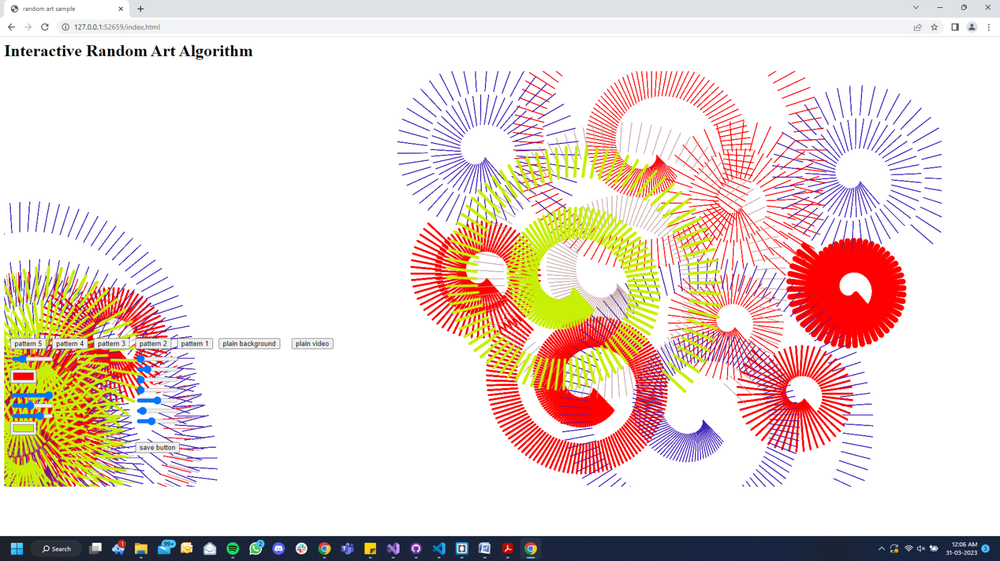 random art sample
127.0.0.1:52659/index.html
Interactive Random Art Algorithm
pattern 5 pattern 4 pattern 3 pattern 2 pattern 1 plain background plain video
save button
Search
1
99+
2
12:06 AM
31-03-2023
3